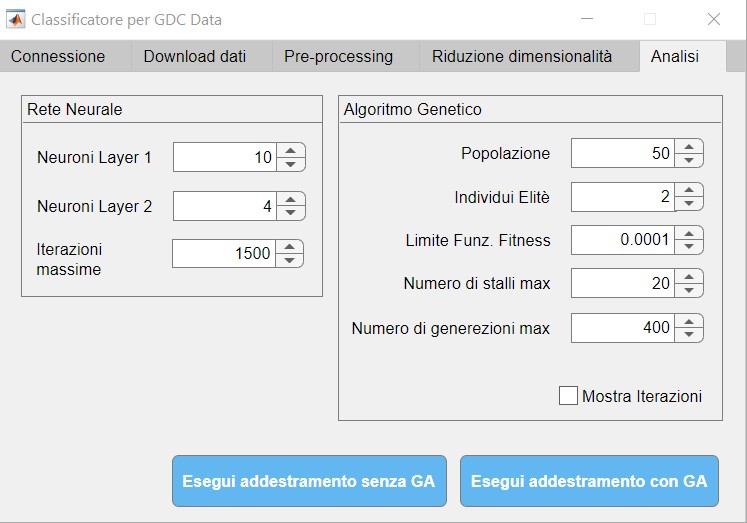 Classificatore per GDC Data
Connessione Download dati Pre-processing Riduzione dimensionalità Analisi
Rete Neurale
Neuroni Layer 1 10
Neuroni Layer 2 4
Iterazioni
massime 1500
Algoritmo Genetico
Popolazione 50
Individui Elitè 2
Limite Funz. Fitness 0.0001
Numero di stalli max 20
Numero di generezioni max 400
Mostra Iterazioni
Esegui addestramento senza GA Esegui addestramento con GA